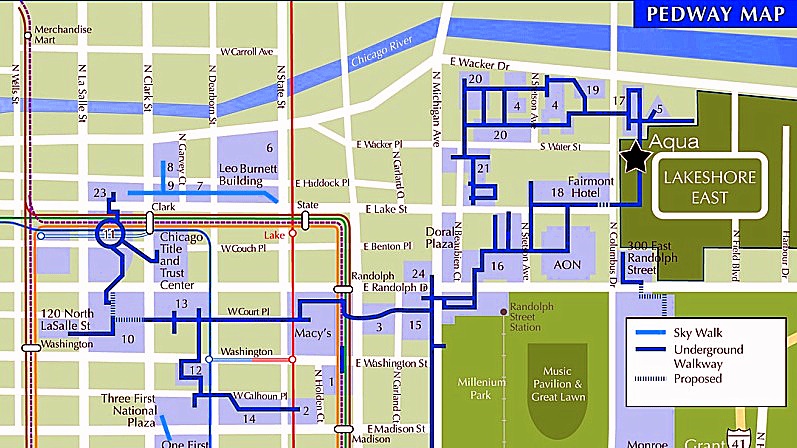 PEDWAY MAP
Merchandise
Mart
W Carroll Ave
Chicago River
E Wacker Dr
N Wells St
N La Salle St
N Clark St
N Dearborn St
N State St
N Michigan Ave
N Stetson Ave
20
4
4
19
17
5
20
S Water St
Aqua
LAKESHORE
EAST
N Garvey Ct
6
8
9
7
Leo Burnett
Building
E Wacker Pl
N Garland Ct
E Haddock Pl
21
Fairmont
Hotel
18
23
Clark
State
E Lake St
11
Lake
Chicago
Title
and
Trust
Center
W Couch Pl
E Benton Pl
Doral
Plaza
N Beaubien Ct
N Stetson Ave
16
AON
N Columbus Dr
300 East
Randolph
Street
N Field Blvd
Harbour Dr
Randolph
E Randolph
24
120 North
LaSalle St
Washington
10
13
W Court Pl
Macy's
3
15
Randolph
Street
Station
Washington
E Washington St
12
1
N Holden Ct
N Garland Ct
Millenium
Park
Music
Pavilion &
Great Lawn
Sky Walk
Underground
Walkway
Proposed
Three First
National
Plaza
W Calhoun Pl
14
2
E Madison St
Madison
One First
Monroe
Grant
41